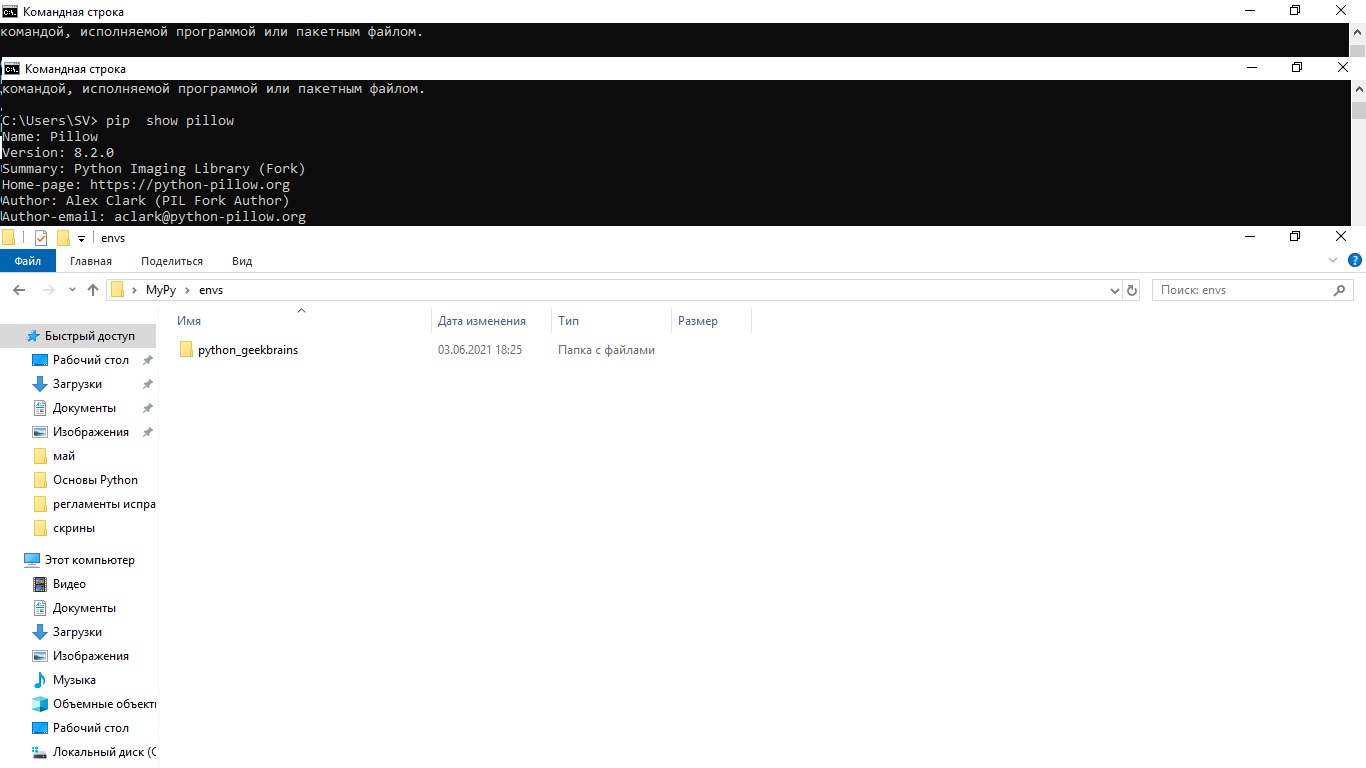 Командная строка
командой, исполняемой программой или пакетным файлом.
Командная строка
командой, исполняемой программой или пакетным файлом.
C:\Users\SV> pip  show pillow
Name: Pillow
Version: 8.2.0
Summary: Python Imaging Library (Fork)
Home-page: https://python-pillow.org
Author: Alex Clark (PIL Fork Author)
Author-email: aclark@python-pillow.org
envs
Файл Главная Поделиться Вид
MyPy envs Поиск: envs
Имя Дата изменения Тип Размер
python_geekbrains 03.06.2021 18:25 Папка с файлами
Быстрый доступ
Рабочий стол
Загрузки
Документы
Изображения
май
Основы Python
регламенты испра
скрины
Этот компьютер
Видео
Документы
Загрузки
Изображения
Музыка
Объемные объект
Рабочий стол
Локальный диск (C